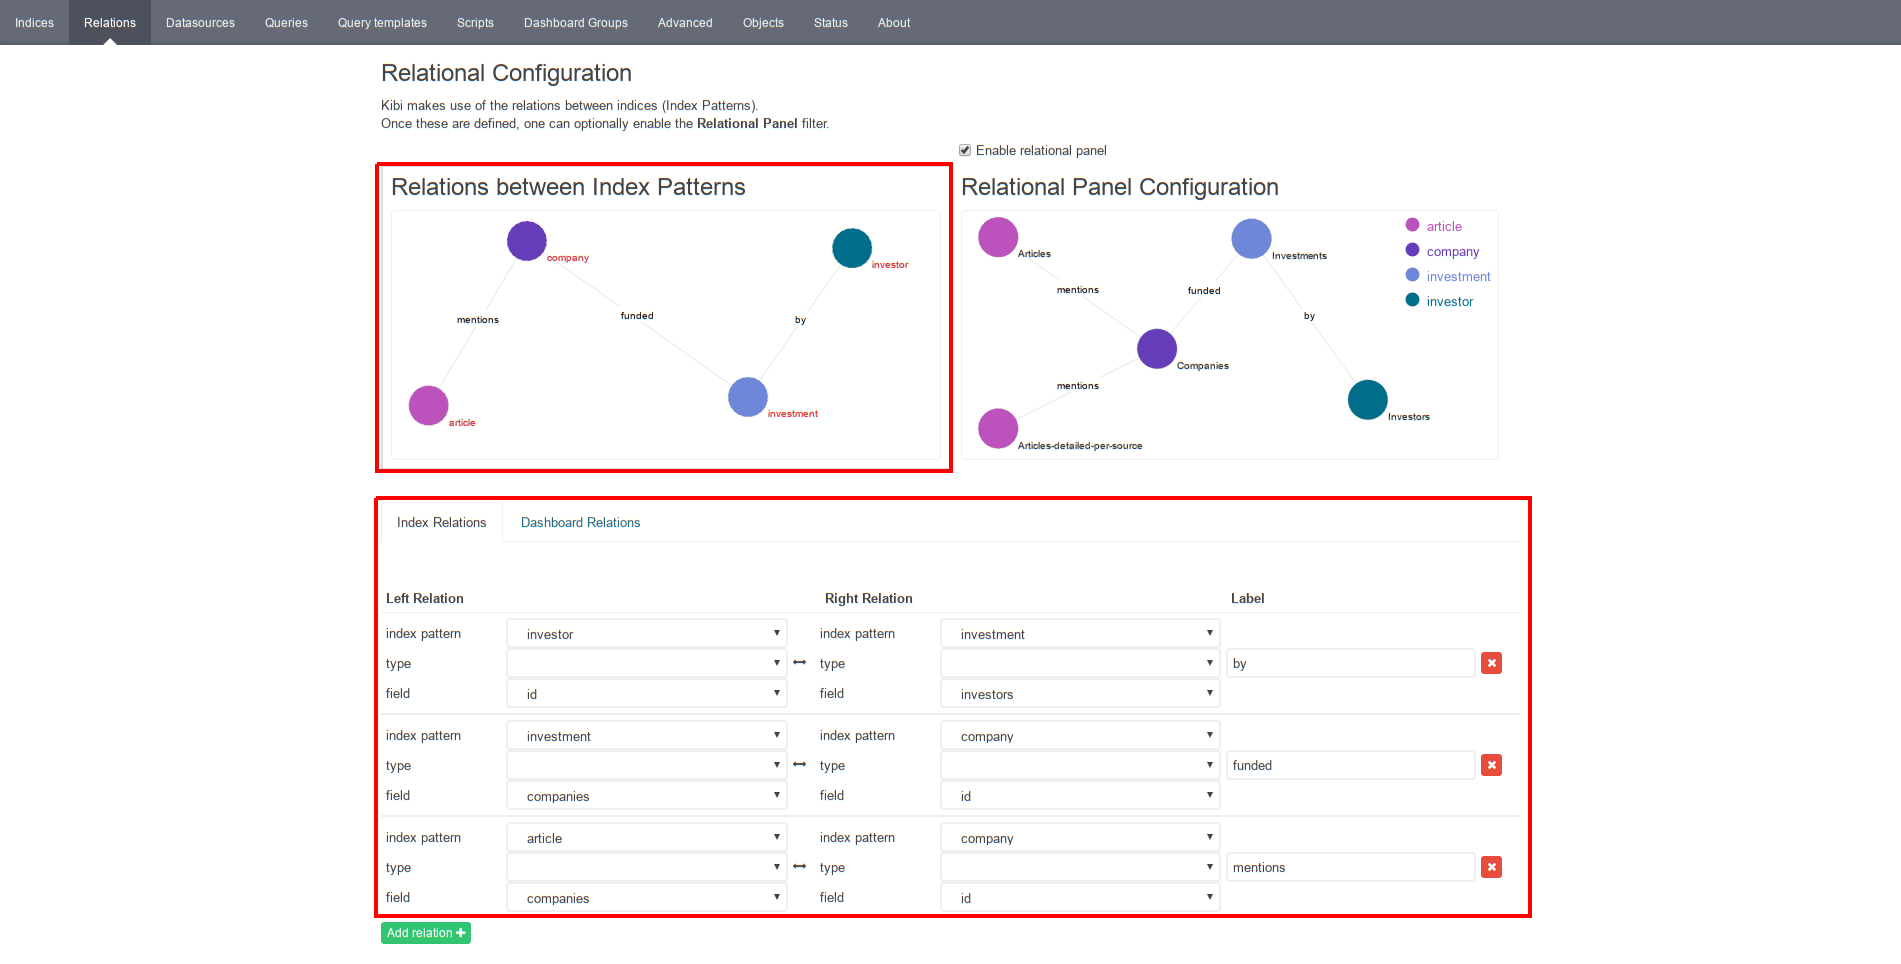 Indices Relations Datasources Queries Query templates Scripts Dashboard Groups Advanced Objects Status About
Relational Configuration
Kibi makes use of the relations between indices (Index Patterns).
Once these are defined, one can optionally enable the Relational Panel filter.
Enable relational panel
Relations between Index Patterns
company
investor
mentions
funded
by
investment
article
Relational Panel Configuration
Articles
Investments
article
company
investment
investor
mentions
funded
by
Companies
mentions
Investors
Articles-detailed-per-source
Index Relations Dashboard Relations
Left Relation Right Relation Label
index pattern investor index pattern investment
type type by
field id field investors
index pattern investment index pattern company
type type funded
field companies field id
index pattern article index pattern company
type type mentions
field companies field id
Add relation